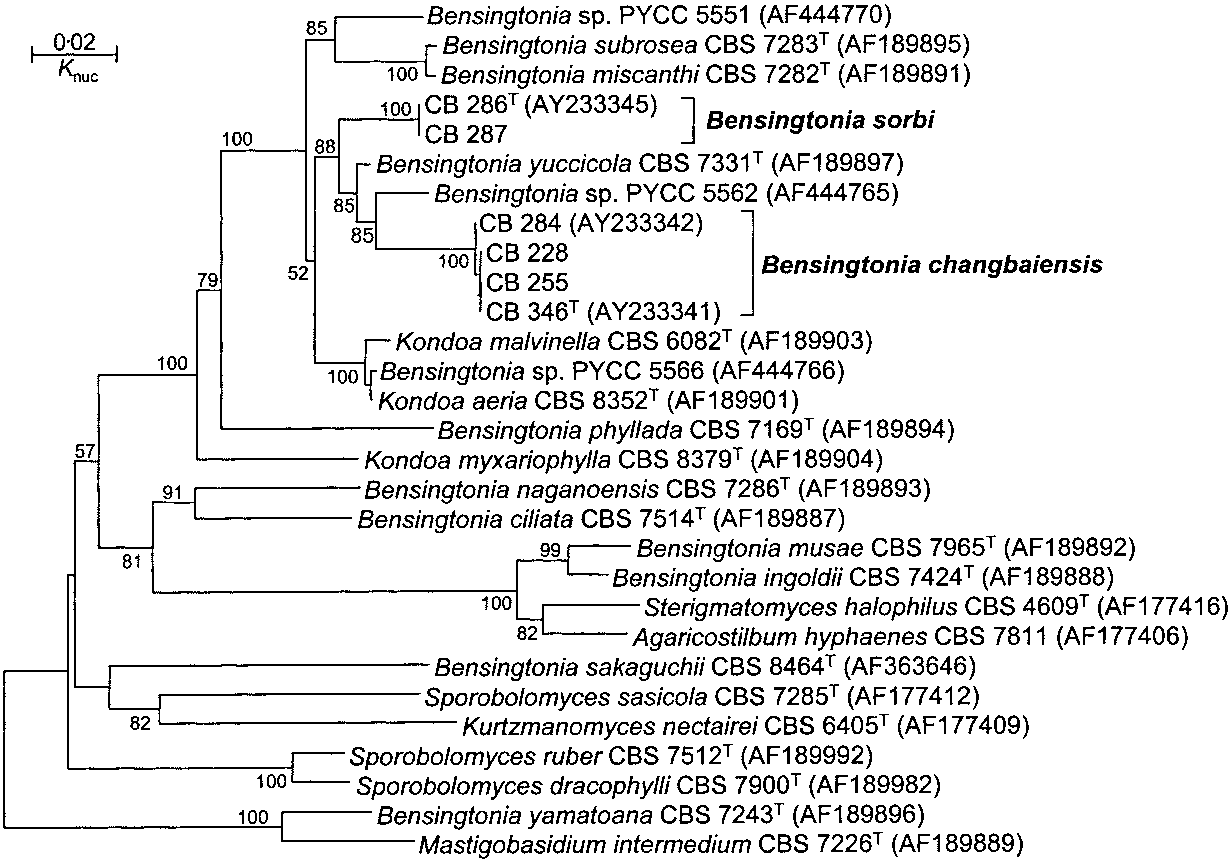 0·02
Knuc
85
Bensingtonia sp. PYCC 5551 (AF444770)
Bensingtonia subrosea CBS 7283ᵀ (AF189895)
100
Bensingtonia miscanthi CBS 7282ᵀ (AF189891)
100
CB 286ᵀ (AY233345)
Bensingtonia sorbi
CB 287
100
88
Bensingtonia yuccicola CBS 7331ᵀ (AF189897)
Bensingtonia sp. PYCC 5562 (AF444765)
85
85
CB 284 (AY233342)
100
CB 228
Bensingtonia changbaiensis
52
79
CB 255
CB 346ᵀ (AY233341)
Kondoa malvinella CBS 6082ᵀ (AF189903)
100
100
Bensingtonia sp. PYCC 5566 (AF444766)
Kondoa aeria CBS 8352ᵀ (AF189901)
Bensingtonia phyllada CBS 7169ᵀ (AF189894)
57
Kondoa myxariophylla CBS 8379ᵀ (AF189904)
91
Bensingtonia naganoensis CBS 7286ᵀ (AF189893)
Bensingtonia ciliata CBS 7514ᵀ (AF189887)
81
99
Bensingtonia musae CBS 7965ᵀ (AF189892)
Bensingtonia ingoldii CBS 7424ᵀ (AF189888)
100
Sterigmatomyces halophilus CBS 4609ᵀ (AF177416)
82
Agaricostilbum hyphaenes CBS 7811 (AF177406)
Bensingtonia sakaguchii CBS 8464ᵀ (AF363646)
Sporobolomyces sasicola CBS 7285ᵀ (AF177412)
82
Kurtzmanomyces nectairei CBS 6405ᵀ (AF177409)
Sporobolomyces ruber CBS 7512ᵀ (AF189992)
100
Sporobolomyces dracophylli CBS 7900ᵀ (AF189982)
100
Bensingtonia yamatoana CBS 7243ᵀ (AF189896)
Mastigobasidium intermedium CBS 7226ᵀ (AF189889)